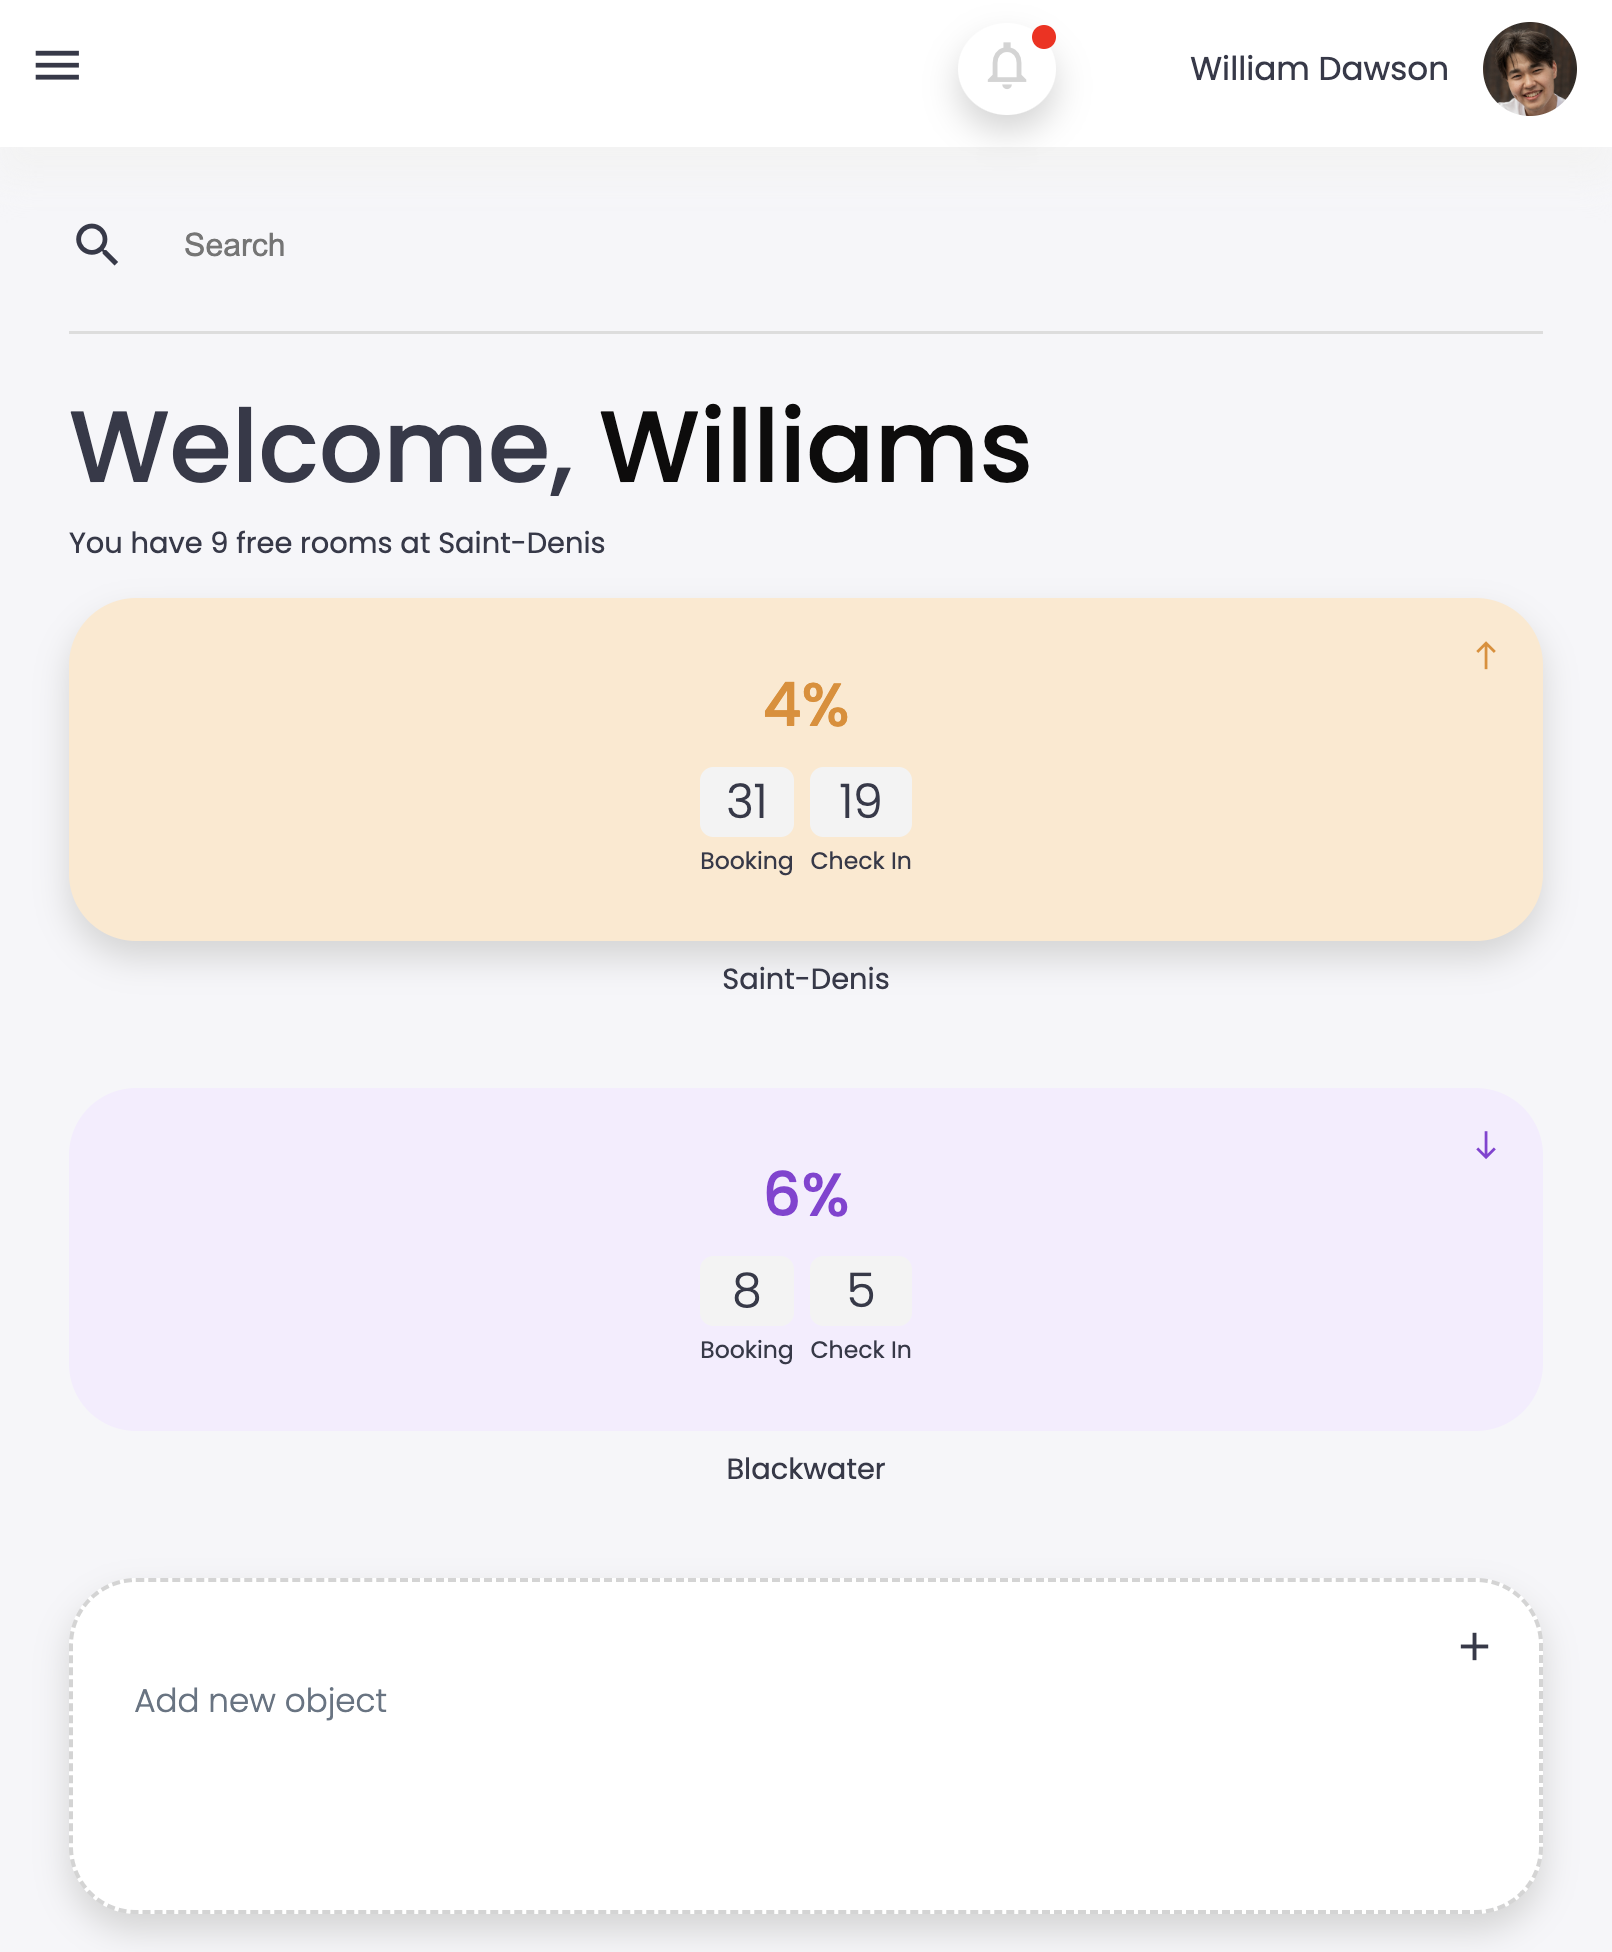 William Dawson
Search
Welcome, Williams
You have 9 free rooms at Saint-Denis
4%
31 19
Booking Check In
Saint-Denis
6%
8 5
Booking Check In
Blackwater
Add new object